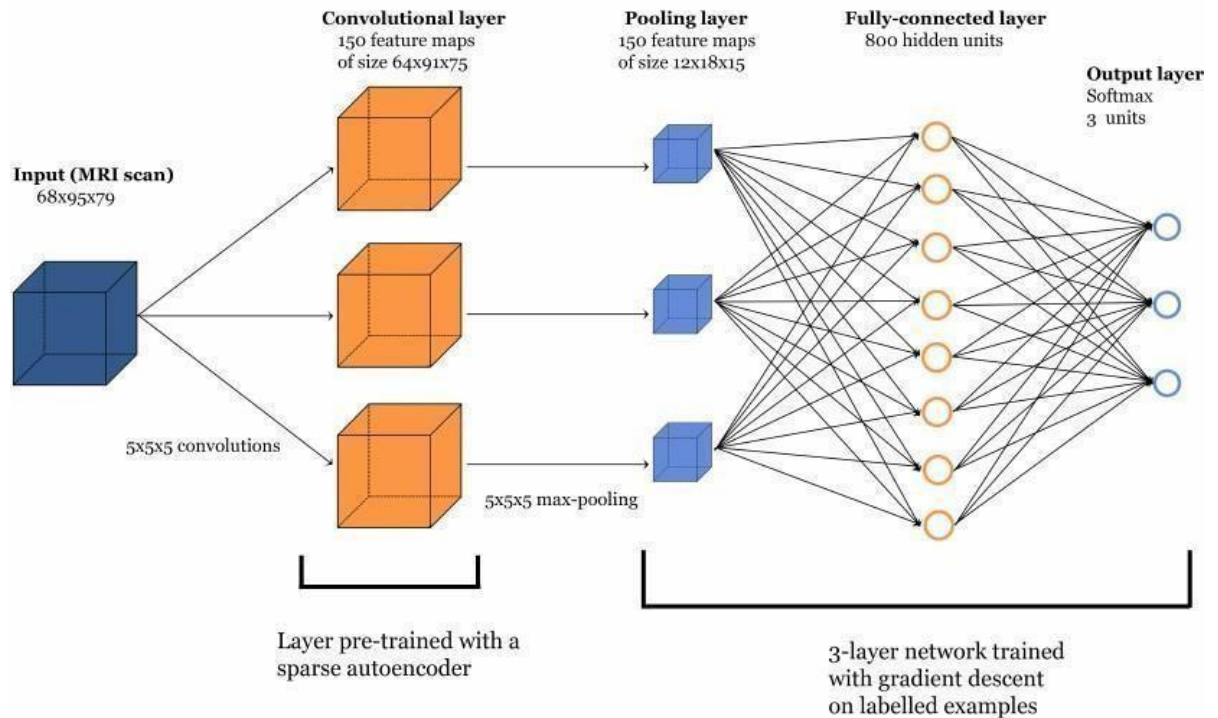 Convolutional layer
150 feature maps
of size 64x91x75
Pooling layer
150 feature maps
of size 12x18x15
Fully-connected layer
800 hidden units
Output layer
Softmax
3 units
Input (MRI scan)
68x95x79
5x5x5 convolutions
5x5x5 max-pooling
Layer pre-trained with a
sparse autoencoder
3-layer network trained
with gradient descent
on labelled examples